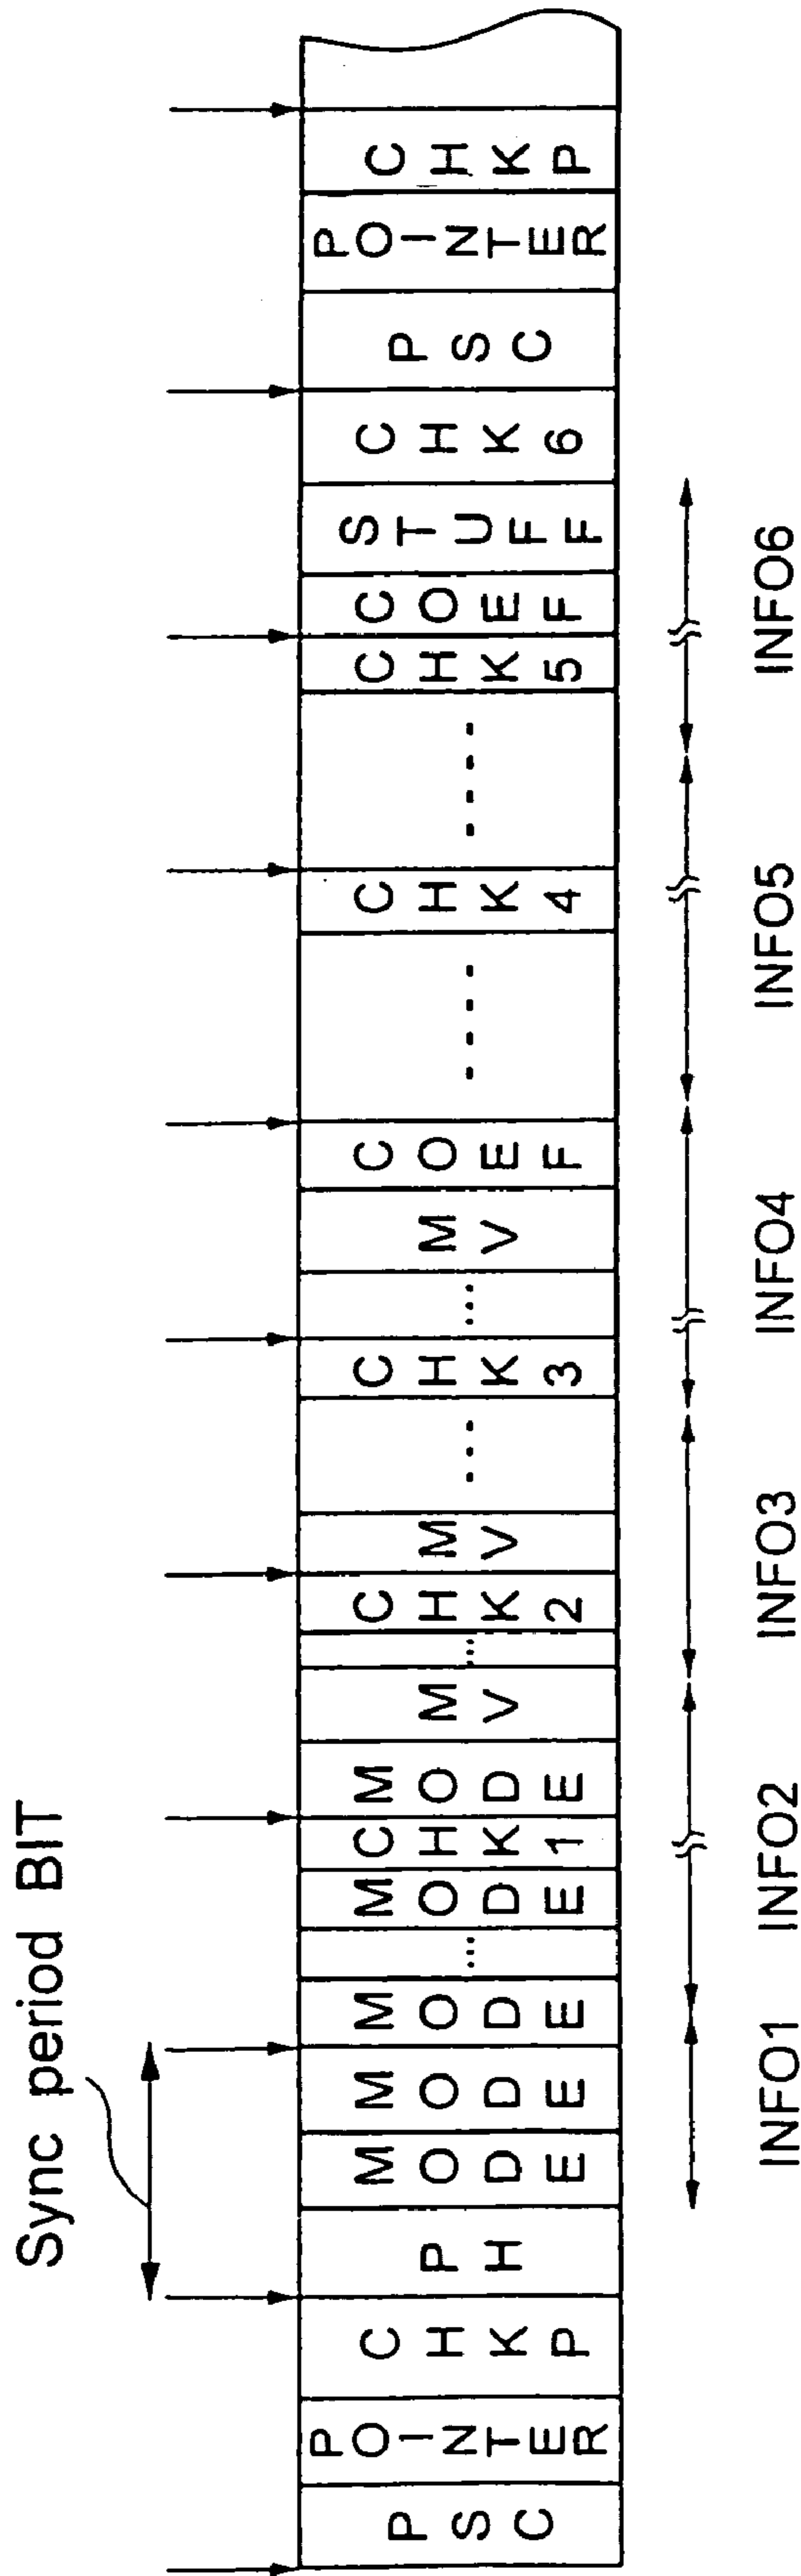 Sync period BIT
PSC
POINTER
CHKP
PH
MODE
MODE
MODE
...
MODE
CHK1
MODE
MV
...
CHK2
MV
...
CHK3
...
MV
COEF
----
CHK4
----
CHK5
COEF
STUFF
CHK6
PSC
POINTER
CHKP
INFO1
INFO2
INFO3
INFO4
INFO5
INFO6